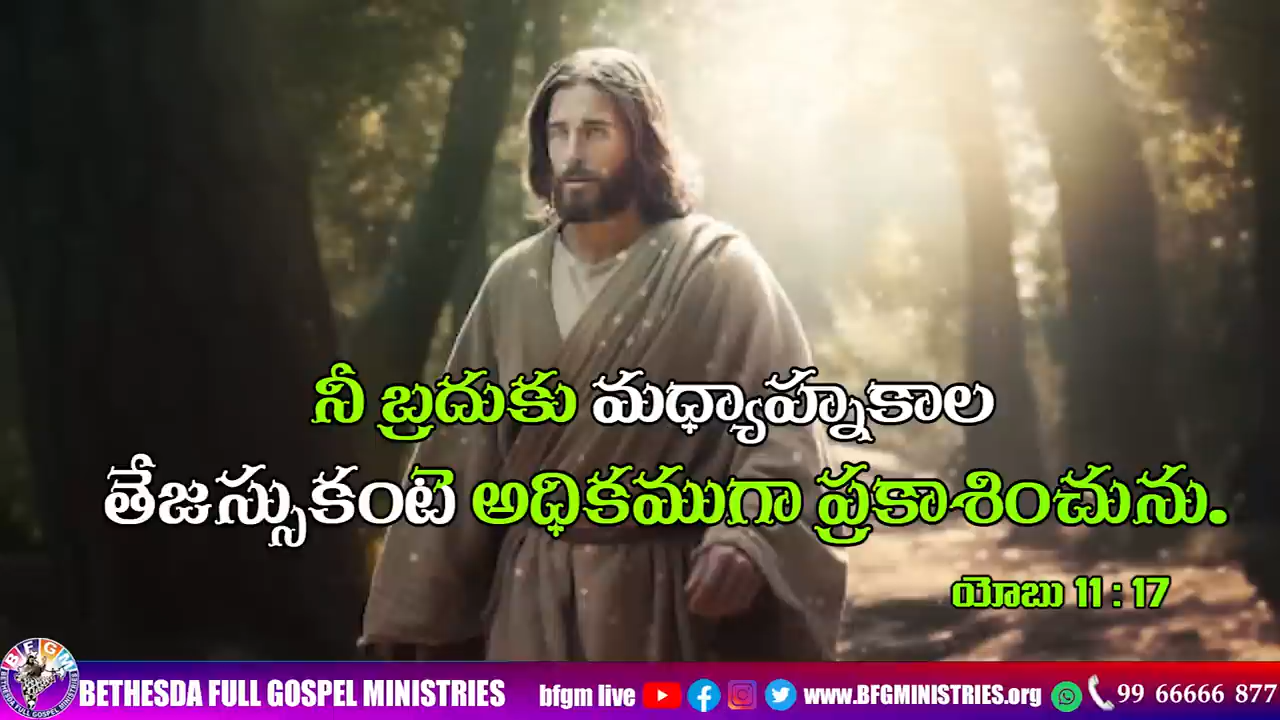 నీ బ్రదుకు మధ్యాహ్నకాల
తేజస్సుకంటె అధికముగా ప్రకాశించును.
యోబు 11 : 17
BFGM
BETHESDA FULL GOSPEL MINISTRIES bfgm live www.BFGMINISTRIES.org 99 66666 877